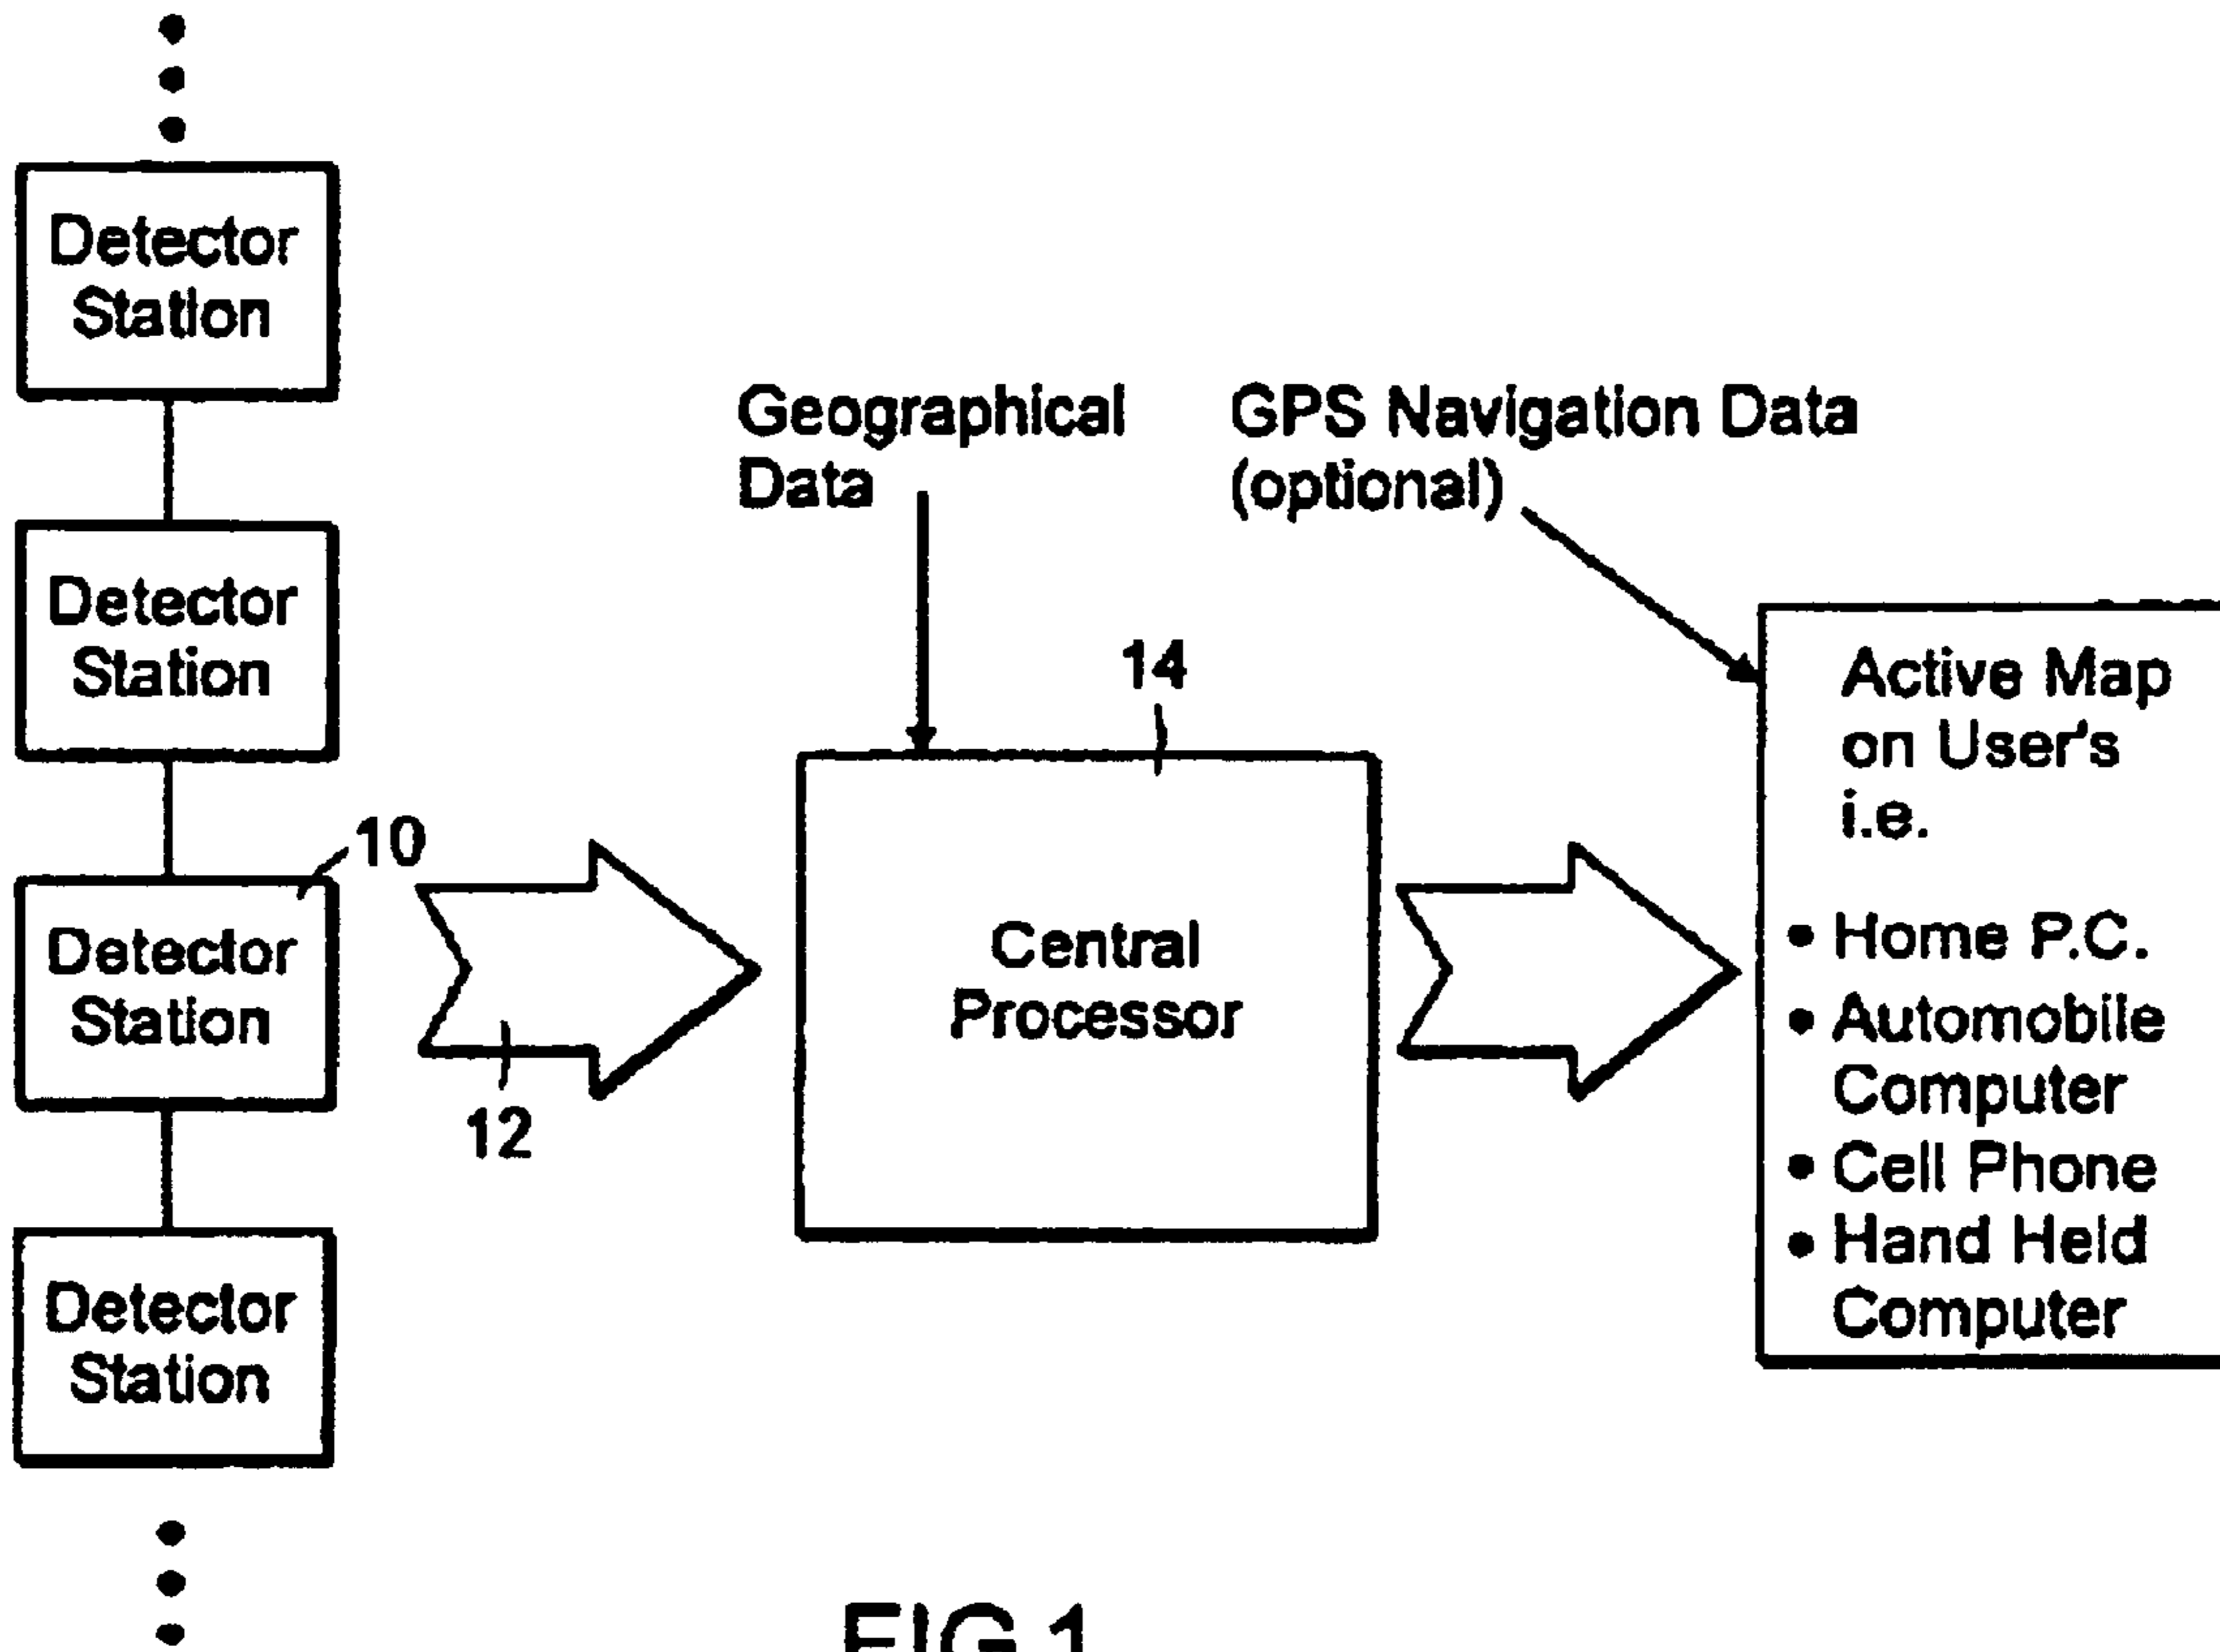 Detector
Station
Detector
Station
10
Detector
Station
12
Detector
Station
Geographical
Data
GPS Navigation Data
(optional)
14
Central
Processor
Active Map
on User's
i.e.
• Home P.C.
• Automobile
Computer
• Cell Phone
• Hand Held
Computer
FIG.1